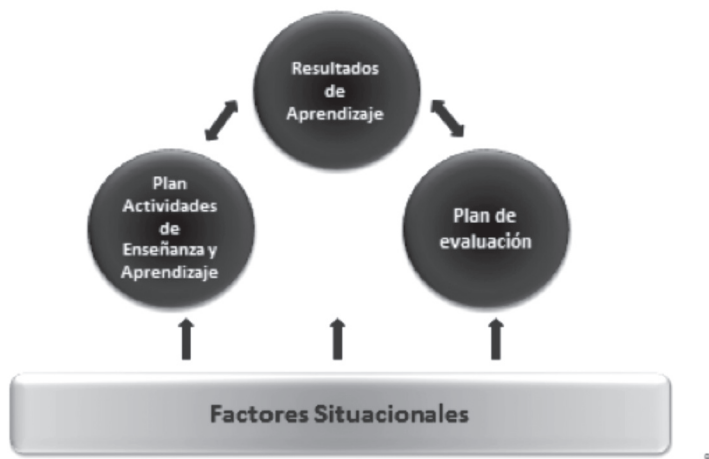 Resultados
de
Aprendizaje
Plan
Actividades
de
Enseñanza y
Aprendizaje
Plan de
evaluación
Factores Situacionales